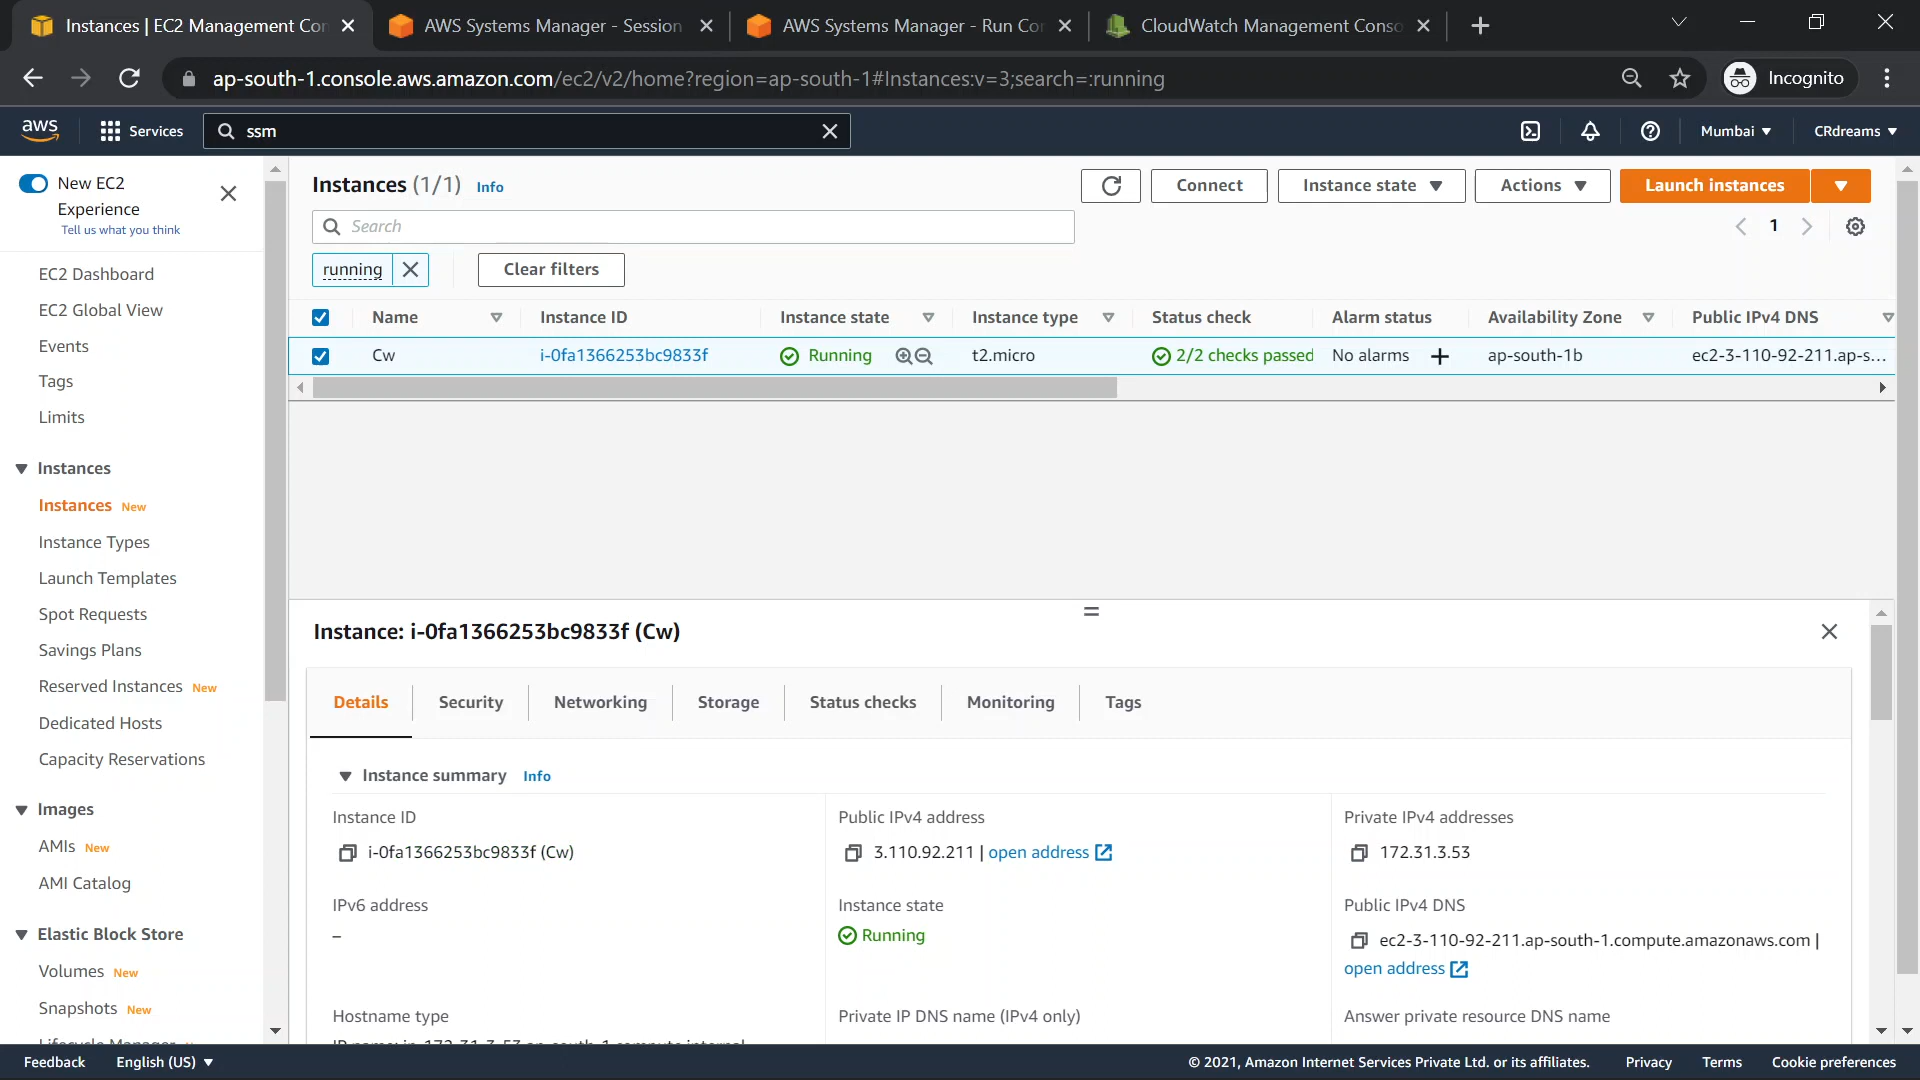 Instances | EC2 Management Con
AWS Systems Manager - Session
AWS Systems Manager - Run Co
CloudWatch Management Conso
ap-south-1.console.aws.amazon.com/ec2/v2/home?region=ap-south-1#Instances:v=3;search=:running
Incognito
aws
Services
ssm
Mumbai
CRdreams
New EC2
Experience
Tell us what you think
EC2 Dashboard
EC2 Global View
Events
Tags
Limits
Instances
Instances New
Instance Types
Launch Templates
Spot Requests
Savings Plans
Reserved Instances New
Dedicated Hosts
Capacity Reservations
Images
AMIs New
AMI Catalog
Elastic Block Store
Volumes New
Snapshots New
Lifecycle Manager
Instances (1/1) Info
Connect
Instance state
Actions
Launch instances
Search
1
running
Clear filters
Name Instance ID Instance state Instance type Status check Alarm status Availability Zone Public IPv4 DNS
Cw i-0fa1366253bc9833f Running t2.micro 2/2 checks passed No alarms + ap-south-1b ec2-3-110-92-211.ap-s...
Instance: i-0fa1366253bc9833f (Cw)
Details Security Networking Storage Status checks Monitoring Tags
Instance summary Info
Instance ID
i-0fa1366253bc9833f (Cw)
Public IPv4 address
3.110.92.211 | open address
Private IPv4 addresses
172.31.3.53
IPv6 address
–
Instance state
Running
Public IPv4 DNS
ec2-3-110-92-211.ap-south-1.compute.amazonaws.com |
open address
Hostname type
IP name: ip-172-31-3-53.ap-south-1.compute.internal
Private IP DNS name (IPv4 only)
Answer private resource DNS name
Feedback
English (US)
© 2021, Amazon Internet Services Private Ltd. or its affiliates.
Privacy
Terms
Cookie preferences